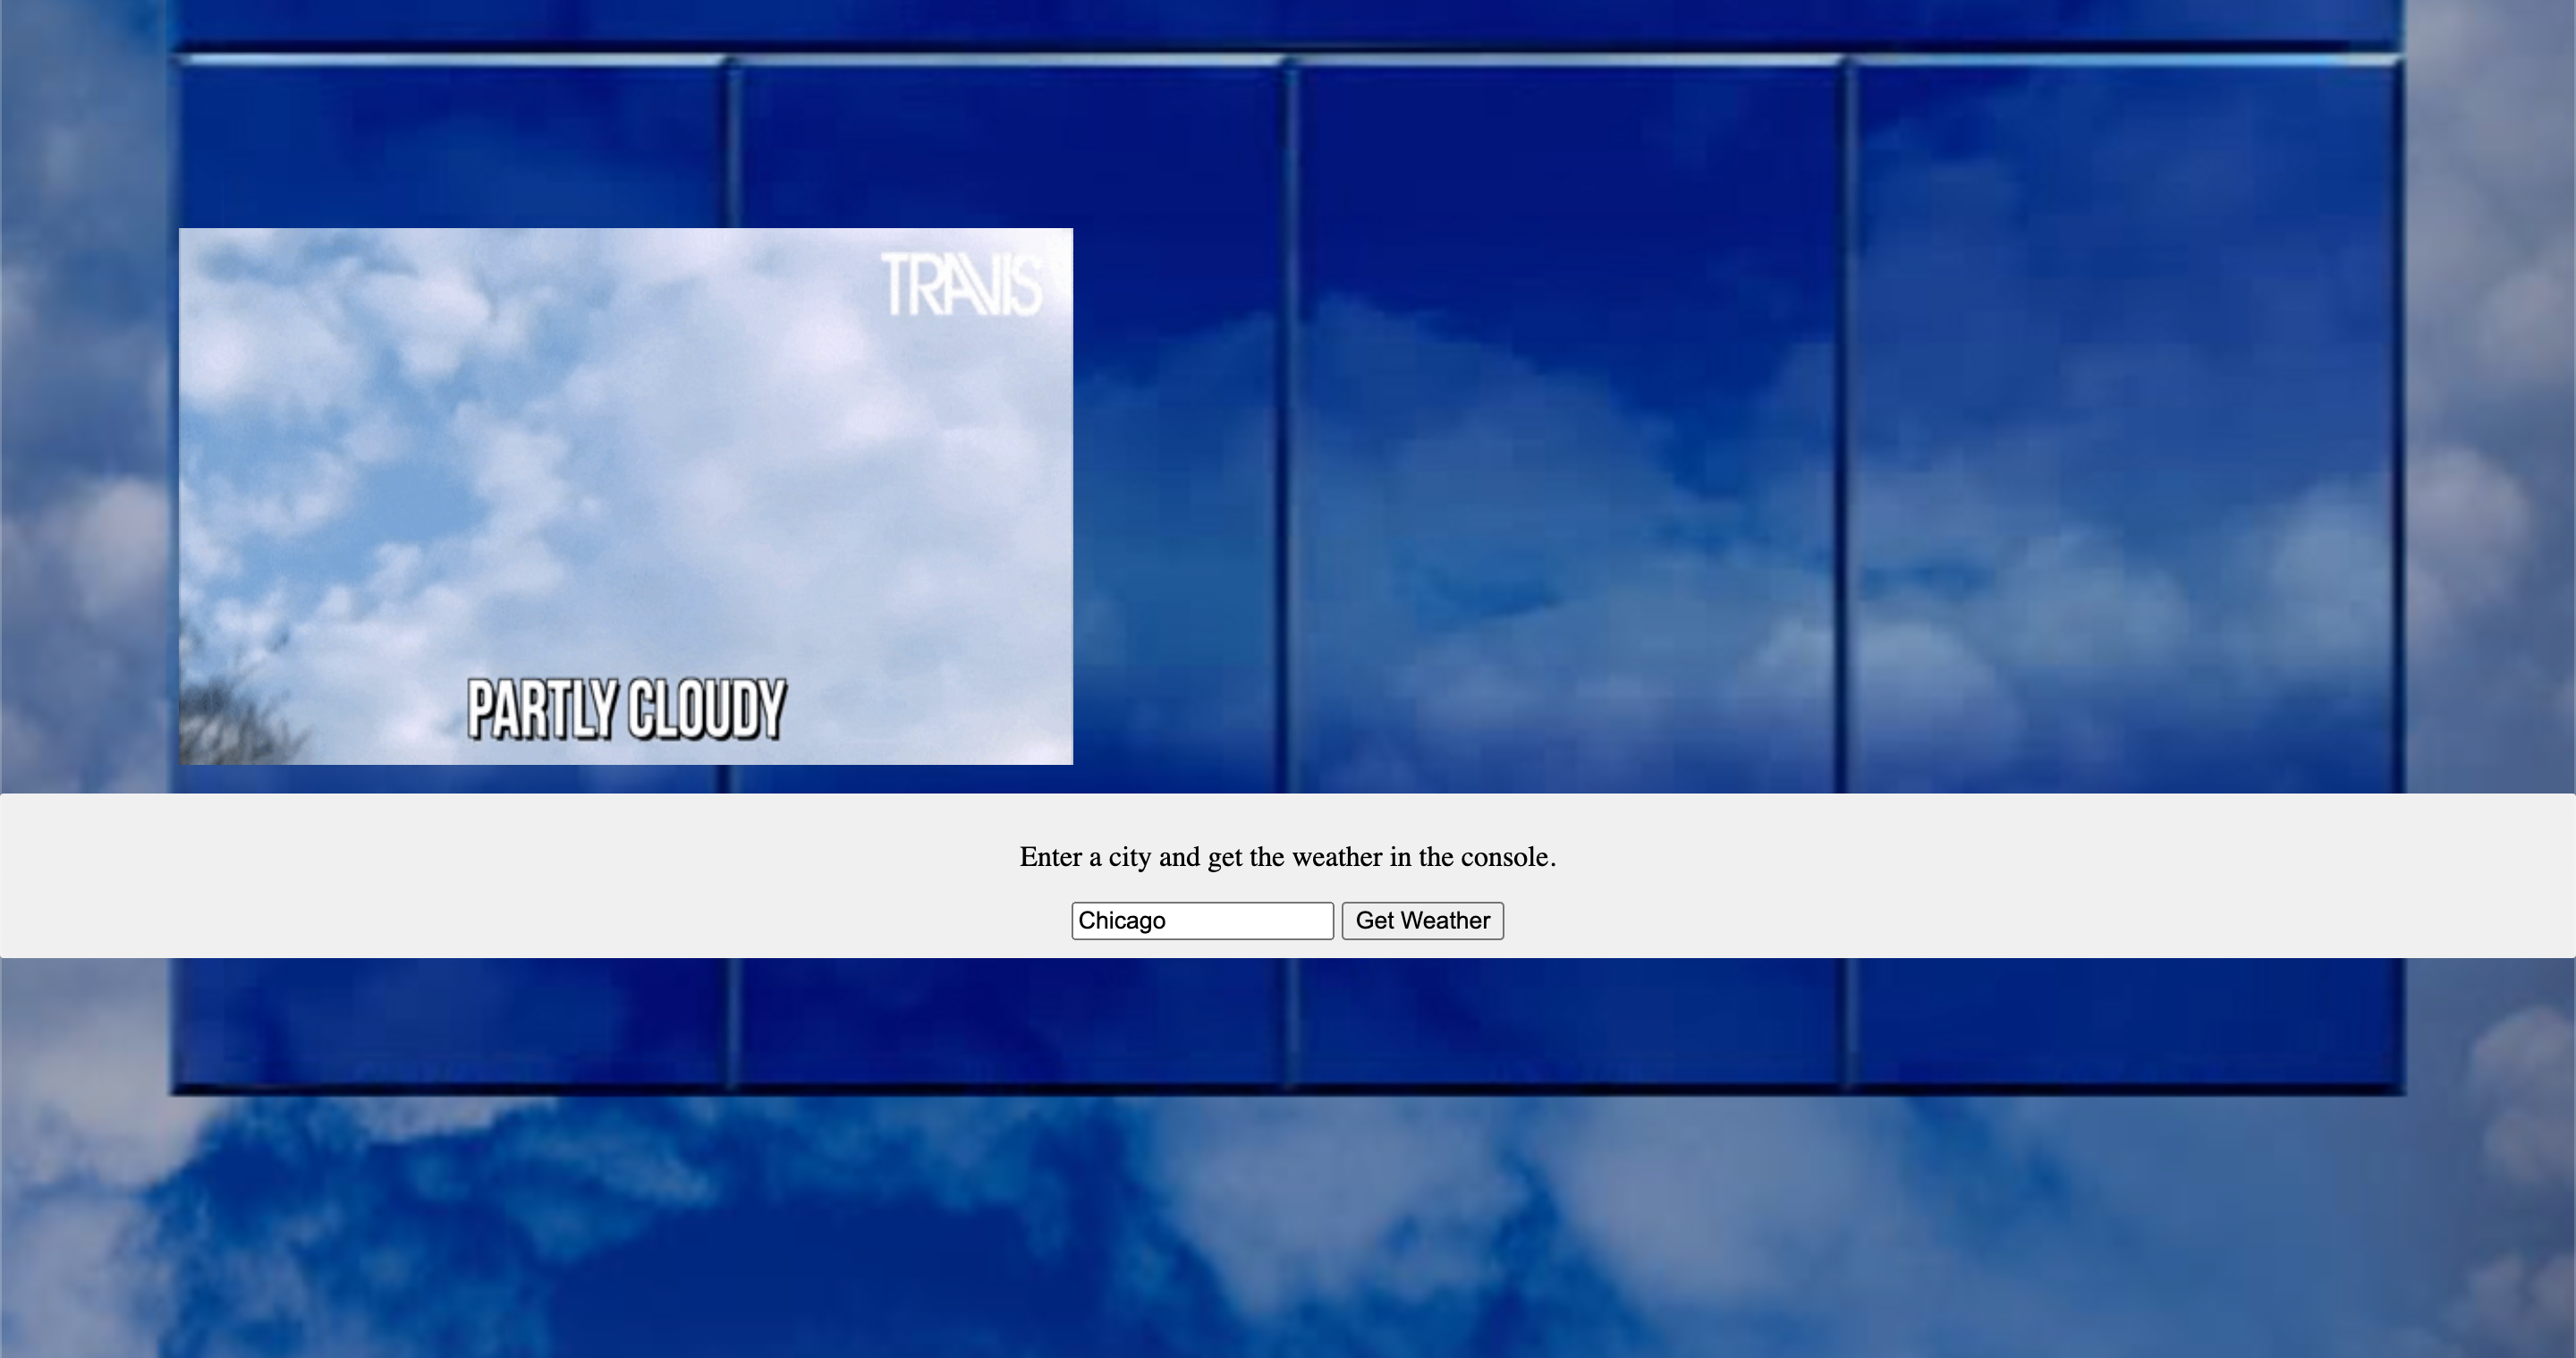 TRAVIS
PARTLY CLOUDY
Enter a city and get the weather in the console.
Chicago Get Weather